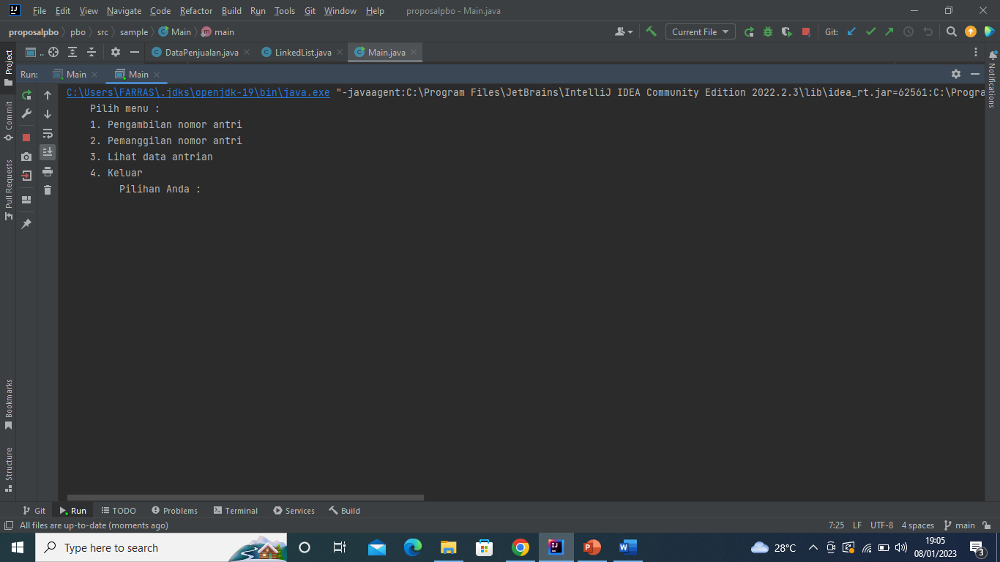 File Edit View Navigate Code Refactor Build Run Tools Git Window Help proposalpbo - Main.java
proposalpbo pbo src sample Main main Current File Git:
.. DataPenjualan.java LinkedList.java Main.java
Run: Main Main
C:\Users\FARRAS\.jdks\openjdk-19\bin\java.exe "-javaagent:C:\Program Files\JetBrains\IntelliJ IDEA Community Edition 2022.2.3\lib\idea_rt.jar=62561:C:\Progra
Pilih menu :
1. Pengambilan nomor antri
2. Pemanggilan nomor antri
3. Lihat data antrian
4. Keluar
Pilihan Anda :
Project
Commit
Pull Requests
Bookmarks
Structure
Notifications
Git Run TODO Problems Terminal Services Build
All files are up-to-date (moments ago) 7:25 LF UTF-8 4 spaces main
Type here to search 28°C 19:05
08/01/2023 3